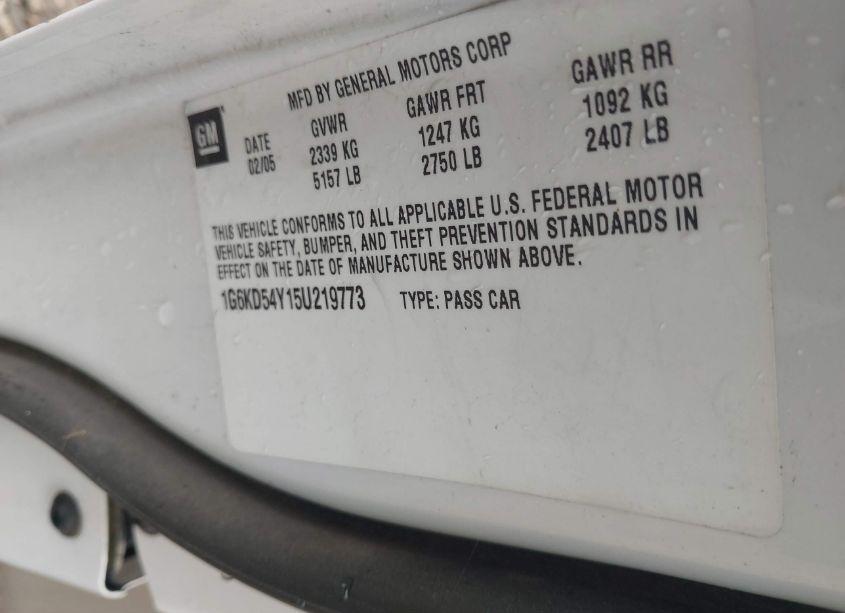 MFD BY GENERAL MOTORS CORP
GM
DATE GVWR GAWR FRT GAWR RR
02/05 2339 KG 1247 KG 1092 KG
5157 LB 2750 LB 2407 LB
THIS VEHICLE CONFORMS TO ALL APPLICABLE U.S. FEDERAL MOTOR
VEHICLE SAFETY, BUMPER, AND THEFT PREVENTION STANDARDS IN
EFFECT ON THE DATE OF MANUFACTURE SHOWN ABOVE.
1G6KD54Y15U219773 TYPE: PASS CAR